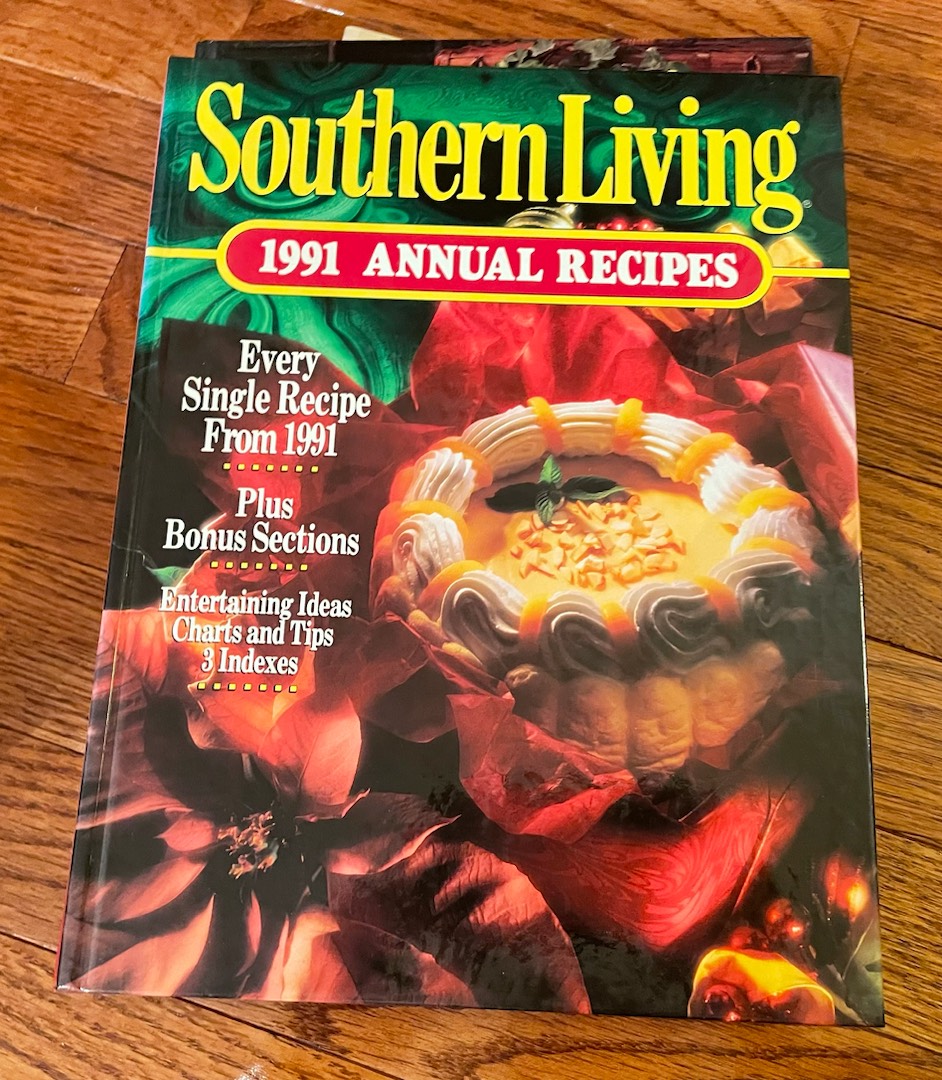 Southern Living®
1991 ANNUAL RECIPES
Every
Single Recipe
From 1991
Plus
Bonus Sections
Entertaining Ideas
Charts and Tips
3 Indexes